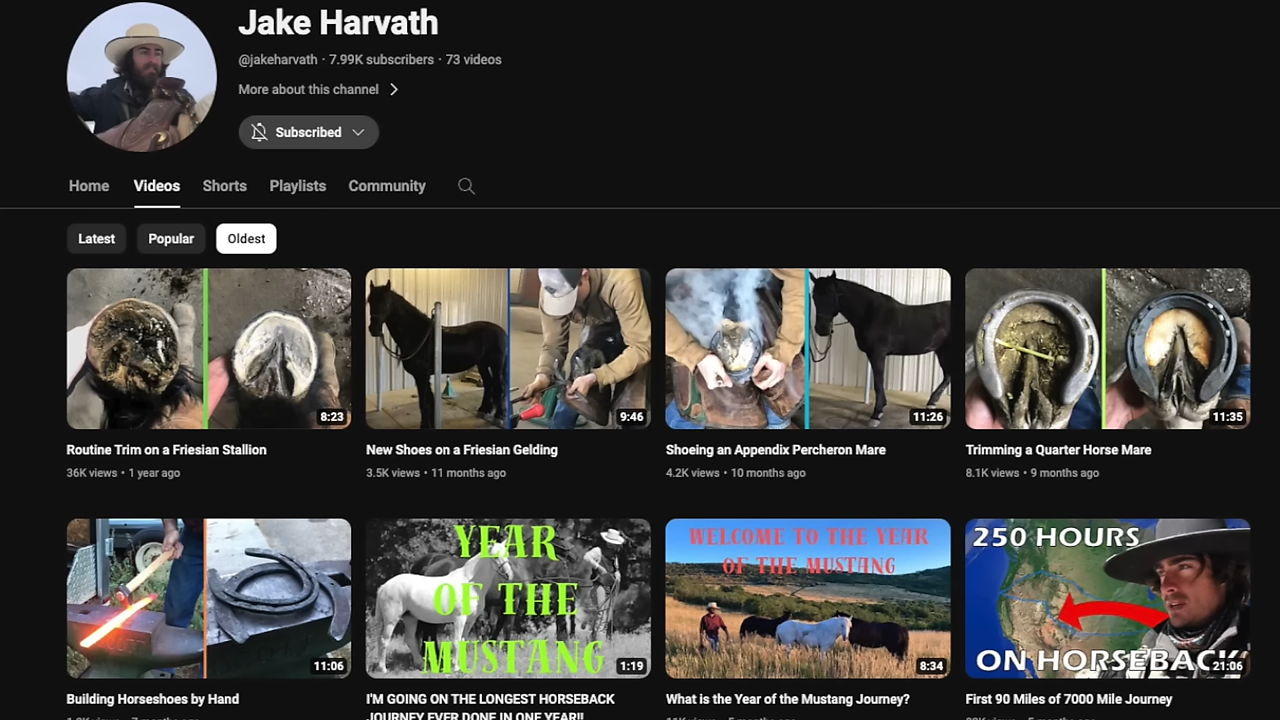 Jake Harvath
@jakeharvath · 7.99K subscribers · 73 videos
More about this channel
Subscribed
Home Videos Shorts Playlists Community
Latest Popular Oldest
8:23 9:46 11:26 11:35
Routine Trim on a Friesian Stallion
36K views • 1 year ago
New Shoes on a Friesian Gelding
3.5K views • 11 months ago
Shoeing an Appendix Percheron Mare
4.2K views • 10 months ago
Trimming a Quarter Horse Mare
8.1K views • 9 months ago
11:06
Building Horseshoes by Hand
YEAR
OF THE
MUSTANG
1:19
I'M GOING ON THE LONGEST HORSEBACK
JOURNEY EVER DONE IN ONE YEAR!!
WELCOME TO THE YEAR
OF THE MUSTANG
8:34
What is the Year of the Mustang Journey?
250 HOURS
ON HORSEBACK
21:06
First 90 Miles of 7000 Mile Journey